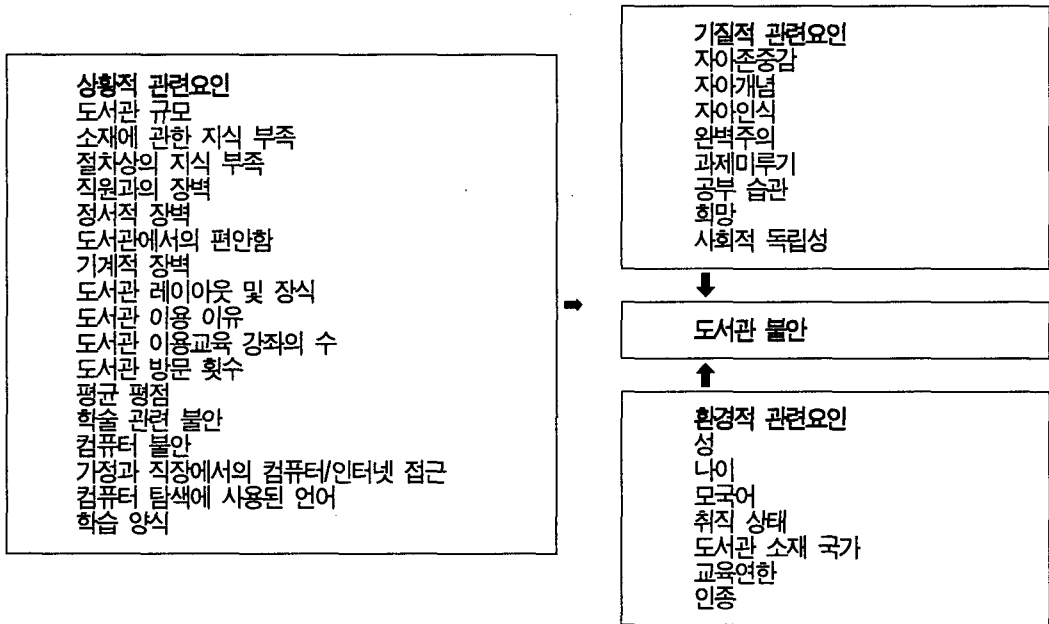 상황적 관련요인
도서관 규모
소재에 관한 지식 부족
절차상의 지식 부족
직원과의 장벽
정서적 장벽
도서관에서의 편안함
기계적 장벽
도서관 레이아웃 및 장식
도서관 이용 이유
도서관 이용교육 강좌의 수
도서관 방문 횟수
평균 평점
학술 관련 불안
컴퓨터 불안
가정과 직장에서의 컴퓨터/인터넷 접근
컴퓨터 탐색에 사용된 언어
학습 양식
기질적 관련요인
자아존중감
자아개념
자아인식
완벽주의
과제미루기
공부 습관
희망
사회적 독립성
도서관 불안
환경적 관련요인
성
나이
모국어
취직 상태
도서관 소재 국가
교육연한
인종